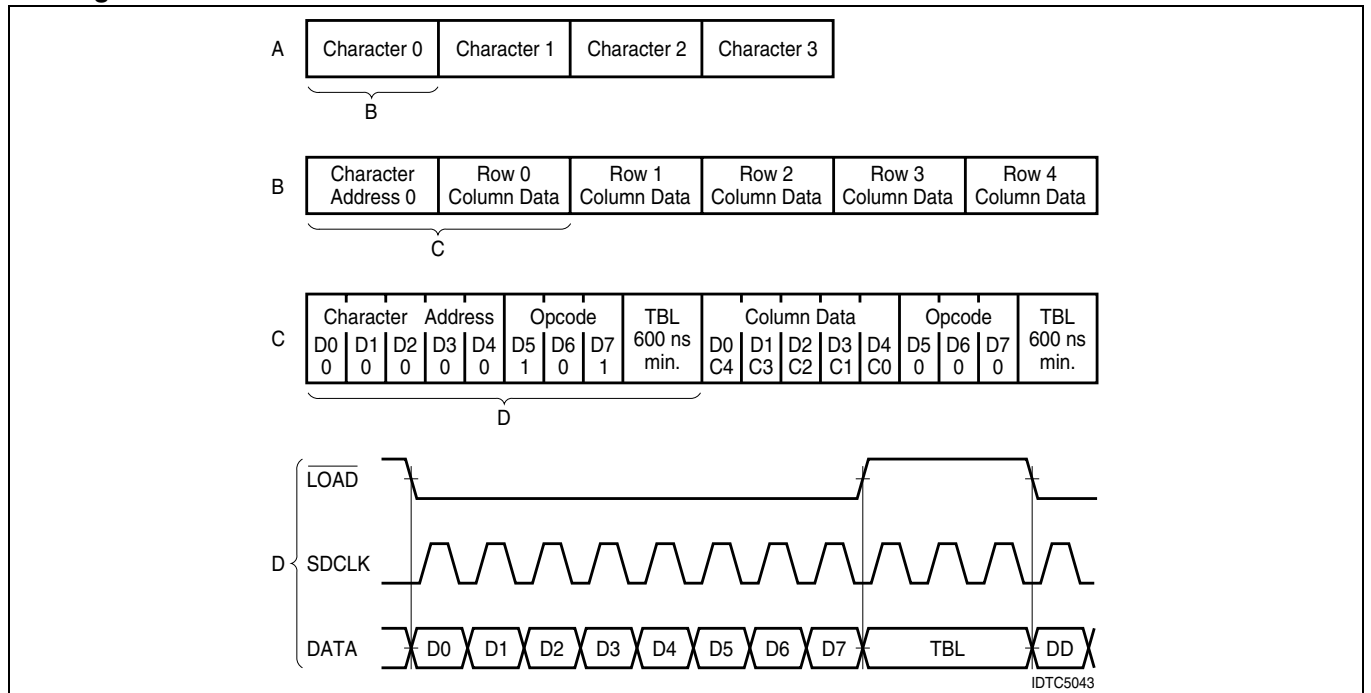 A Character 0 Character 1 Character 2 Character 3
B
B Character Address 0 Row 0 Column Data Row 1 Column Data Row 2 Column Data Row 3 Column Data Row 4 Column Data
C
Character Address Opcode TBL Column Data Opcode TBL
C D0 D1 D2 D3 D4 D5 D6 D7 600 ns D0 D1 D2 D3 D4 D5 D6 D7 600 ns
0 0 0 0 0 1 0 1 min. C4 C3 C2 C1 C0 0 0 0 min.
D
LOAD
D SDCLK
DATA D0 D1 D2 D3 D4 D5 D6 D7 TBL DD
IDTC5043